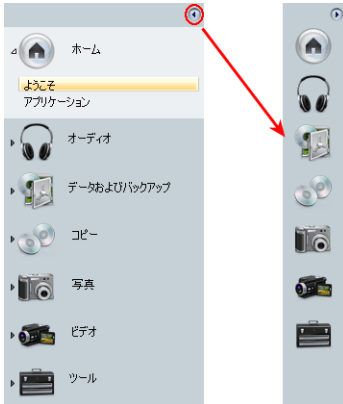 ホーム
ようこそ
アプリケーション
オーディオ
データおよびバックアップ
コピー
写真
ビデオ
ツール